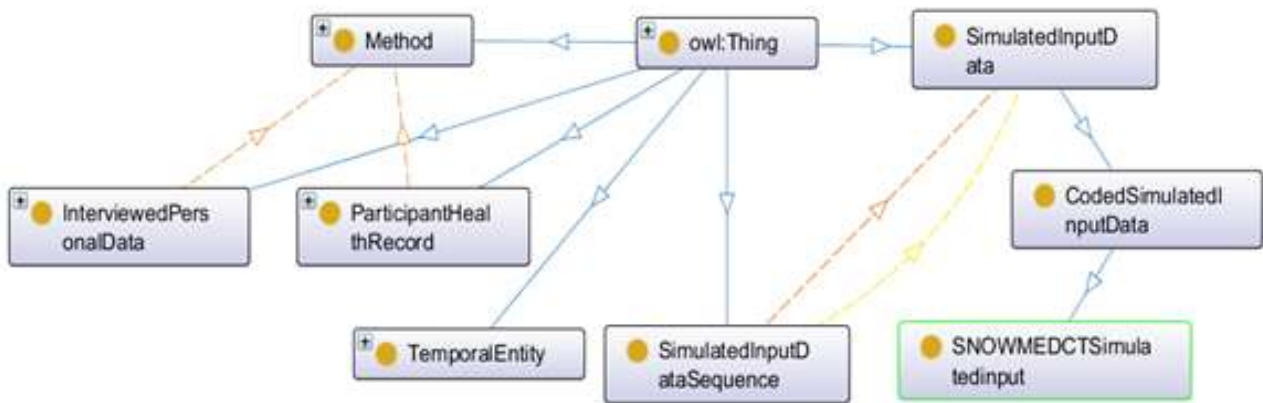 Method
owl:Thing
SimulatedInputD
ata
InterviewedPers
onalData
ParticipantHeal
thRecord
CodedSimulatedI
nputData
TemporalEntity
SimulatedInputD
ataSequence
SNOWMEDCTSimula
tedinput